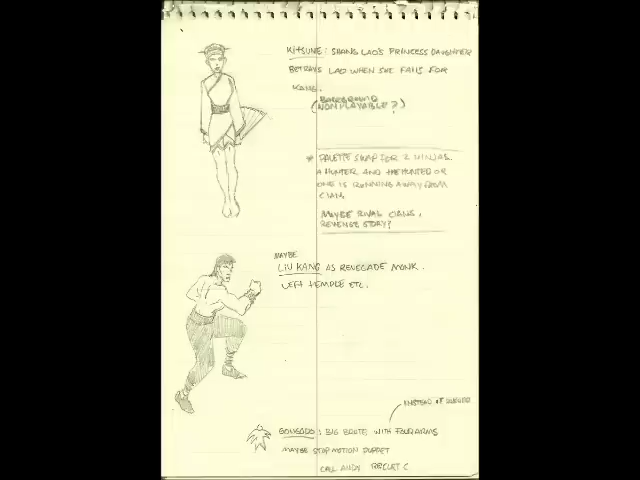 KITSUNE: SHANG LAO'S PRINCESS DAUGHTER
BETRAYS LAO WHEN SHE FALLS FOR
KANG.
(BACKGROUND
NONPLAYABLE?)
* PALETTE SWAP FOR 2 NINJAS.
A HUNTER AND THE HUNTED OR
ONE IS RUNNING AWAY FROM
CLAN.
MAYBE RIVAL CLANS,
REVENGE STORY?
MAYBE
LIU KANG AS RENEGADE MONK.
LEFT TEMPLE ETC.
INSTEAD OF
GONGORO: BIG BRUTE WITH FOUR ARMS
MAYBE STOP MOTION PUPPET
CALL ANDY